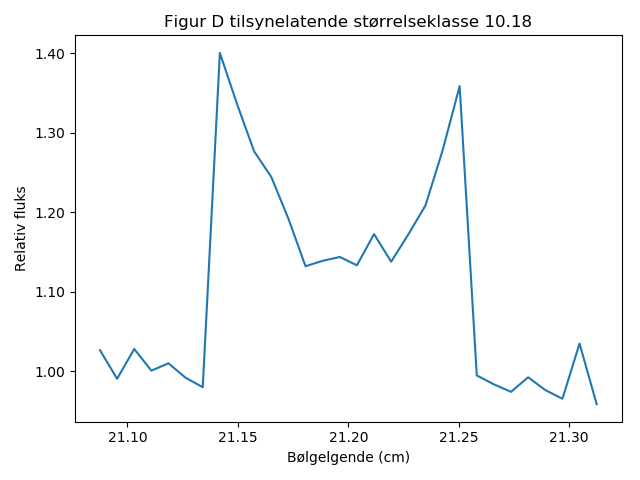 Figur D tilsynelatende størrelseklasse 10.18
1.40
1.30
1.20
1.10
1.00
Relativ fluks
21.10 21.15 21.20 21.25 21.30
Bølgelgende (cm)